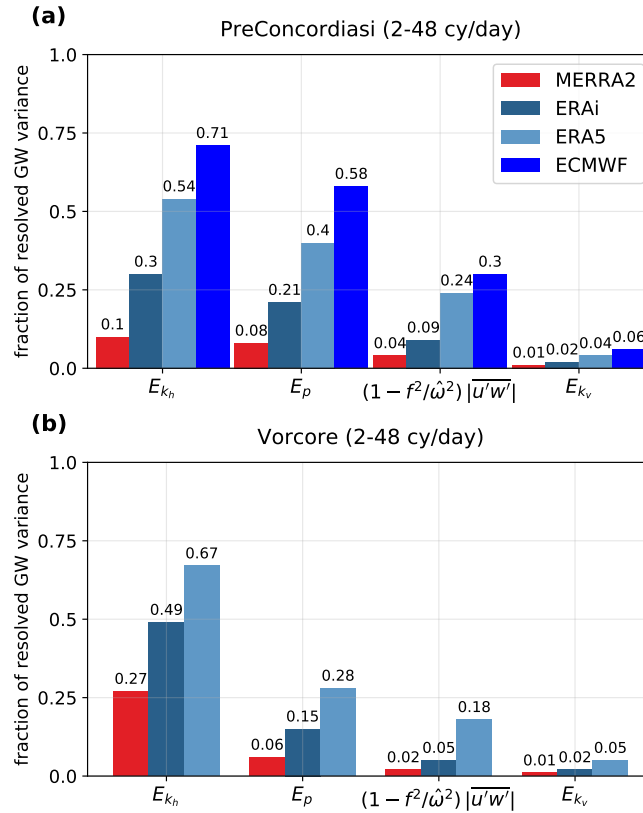 (a)
PreConcordiasi (2-48 cy/day)
fraction of resolved GW variance
1.0
0.75
0.5
0.25
0.0
MERRA2
ERAi
ERA5
ECMWF
0.1
0.3
0.54
0.71
0.08
0.21
0.4
0.58
0.04
0.09
0.24
0.3
0.01
0.02
0.04
0.06
$E_{k_h}$
$E_p$
$(1 - f^2/\hat{\omega}^2)\,|\overline{u'w'}|$
$E_{k_v}$
(b)
Vorcore (2-48 cy/day)
fraction of resolved GW variance
1.0
0.75
0.5
0.25
0.0
0.27
0.49
0.67
0.06
0.15
0.28
0.02
0.05
0.18
0.01
0.02
0.05
$E_{k_h}$
$E_p$
$(1 - f^2/\hat{\omega}^2)\,|\overline{u'w'}|$
$E_{k_v}$